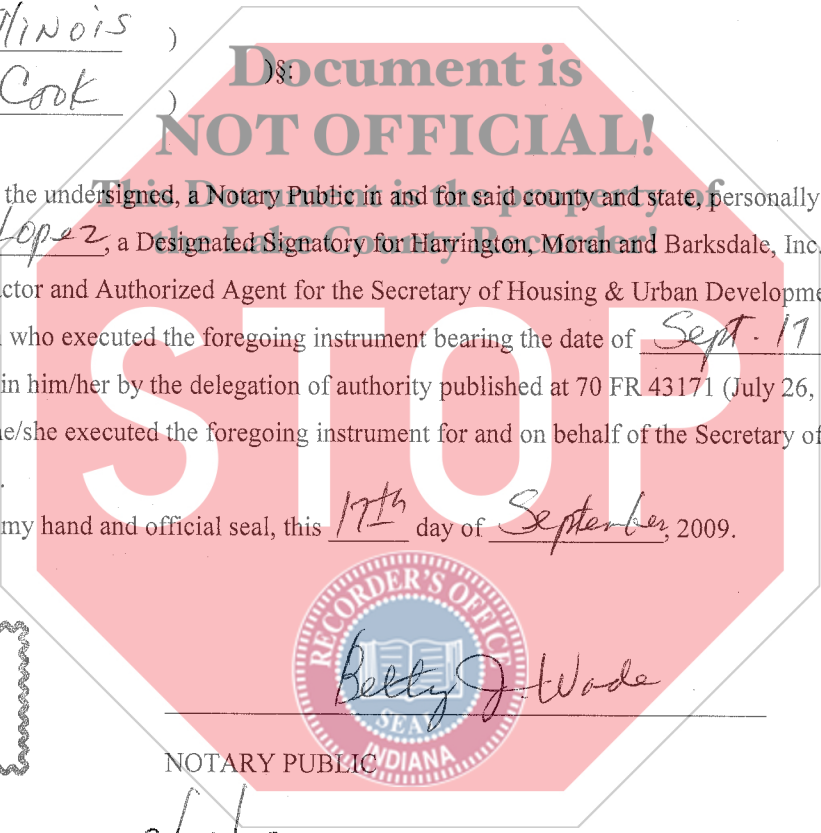 llinois )
Document is
)§:
Cook )
NOT OFFICIAL!
This Document is the property of
the undersigned, a Notary Public in and for said county and state, personally
the Lake County Recorder!
Lopez, a Designated Signatory for Harrington, Moran and Barksdale, Inc.
ctor and Authorized Agent for the Secretary of Housing & Urban Developme
who executed the foregoing instrument bearing the date of Sept. 17
in him/her by the delegation of authority published at 70 FR 43171 (July 26,
e/she executed the foregoing instrument for and on behalf of the Secretary of
STOP
my hand and official seal, this 17th day of September, 2009.
RECORDER'S OFFICE
Betty J. Wade
SEAL
INDIANA
NOTARY PUBLIC